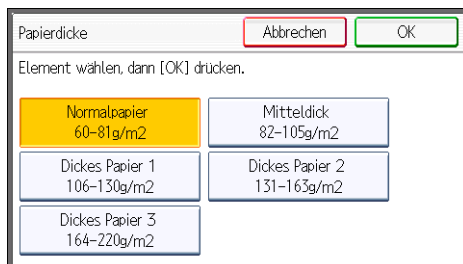 Papierdicke
Abbrechen
OK
Element wählen, dann [OK] drücken.
Normalpapier
60–81g/m2
Mitteldick
82–105g/m2
Dickes Papier 1
106–130g/m2
Dickes Papier 2
131–163g/m2
Dickes Papier 3
164–220g/m2